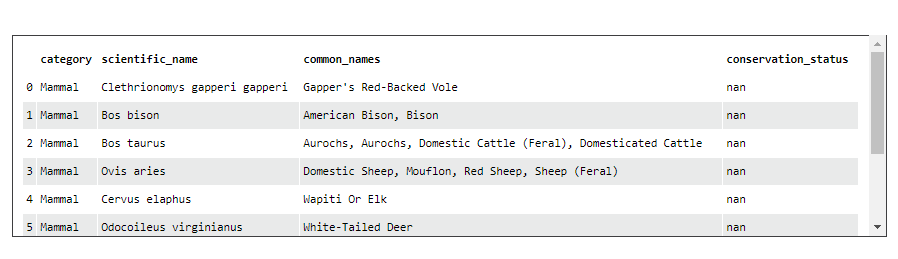 category scientific_name common_names conservation_status
0 Mammal Clethrionomys gapperi gapperi Gapper's Red-Backed Vole nan
1 Mammal Bos bison American Bison, Bison nan
2 Mammal Bos taurus Aurochs, Aurochs, Domestic Cattle (Feral), Domesticated Cattle nan
3 Mammal Ovis aries Domestic Sheep, Mouflon, Red Sheep, Sheep (Feral) nan
4 Mammal Cervus elaphus Wapiti Or Elk nan
5 Mammal Odocoileus virginianus White-Tailed Deer nan